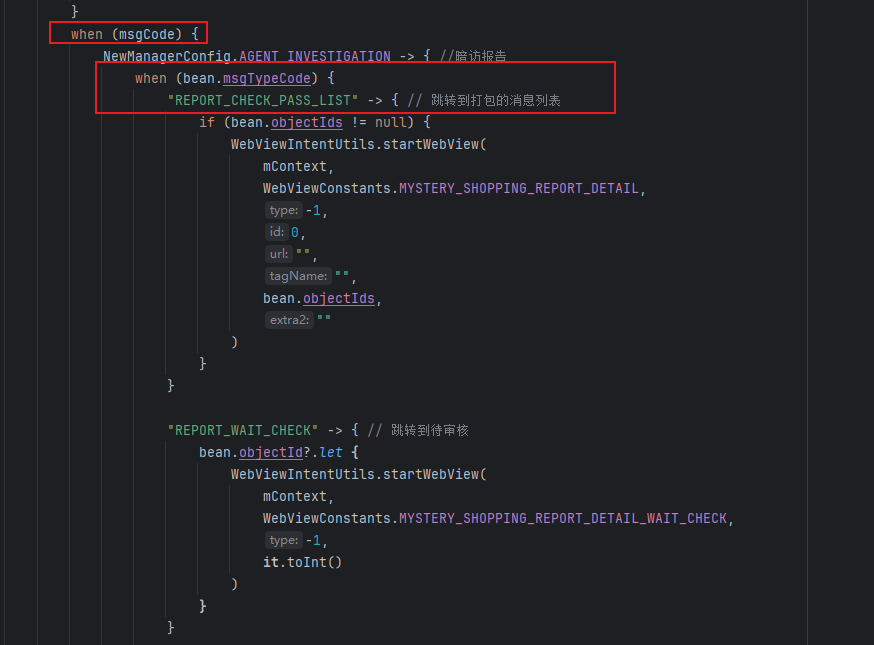 }
when (msgCode) {
NewManagerConfig.AGENT_INVESTIGATION -> { //暗访报告
when (bean.msgTypeCode) {
"REPORT_CHECK_PASS_LIST" -> { // 跳转到打包的消息列表
if (bean.objectIds != null) {
WebViewIntentUtils.startWebView(
mContext,
WebViewConstants.MYSTERY_SHOPPING_REPORT_DETAIL,
type: -1,
id: 0,
url: "",
tagName: "",
bean.objectIds,
extra2: ""
)
}
}
"REPORT_WAIT_CHECK" -> { // 跳转到待审核
bean.objectId?.let {
WebViewIntentUtils.startWebView(
mContext,
WebViewConstants.MYSTERY_SHOPPING_REPORT_DETAIL_WAIT_CHECK,
type: -1,
it.toInt()
)
}
}